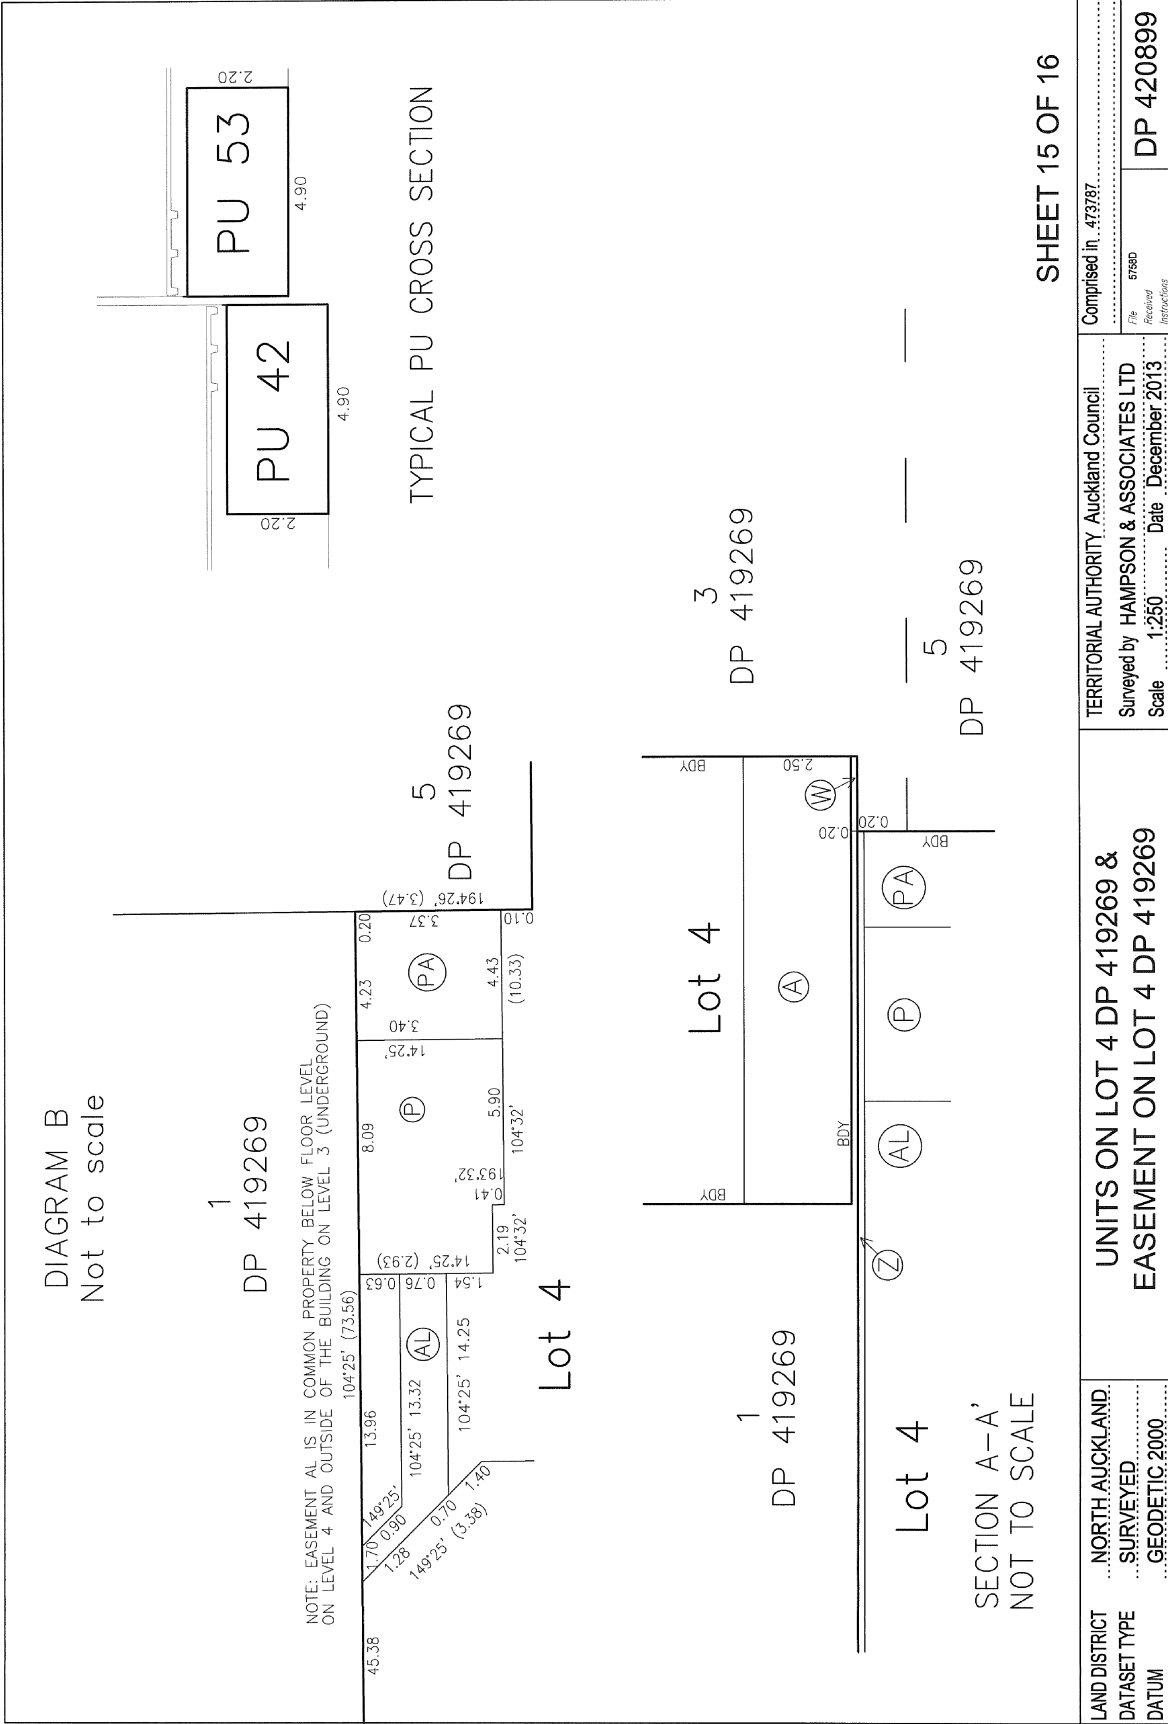 DIAGRAM B
Not to scale
1
DP 419269
NOTE: EASEMENT AL IS IN COMMON PROPERTY BELOW FLOOR LEVEL
ON LEVEL 4 AND OUTSIDE OF THE BUILDING ON LEVEL 3 (UNDERGROUND)
104°25' (73.56)
45.38
13.96
8.09
4.23
0.20
1.70
149°25'
0.90
1.28
0.70
1.40
149°25' (3.38)
104°25' 13.32
AL
104°25' 14.25
0.63
0.76
1.54
14°25' (2.93)
2.19
104°32'
0.41
193°32'
P
5.90
104°32'
14°25'
3.40
PA
4.43
(10.33)
3.37
0.10
194°26' (3.47)
5
DP 419269
Lot 4
2.20
PU 42
4.90
PU 53
2.20
4.90
TYPICAL PU CROSS SECTION
1
DP 419269
Lot 4
BDY
BDY
A
BDY
2.50
W
0.20
0.20
BDY
3
DP 419269
5
DP 419269
Z
AL
P
PA
Lot 4
SECTION A-A'
NOT TO SCALE
SHEET 15 OF 16
LAND DISTRICT NORTH AUCKLAND
DATASET TYPE SURVEYED
DATUM GEODETIC 2000
UNITS ON LOT 4 DP 419269 &
EASEMENT ON LOT 4 DP 419269
TERRITORIAL AUTHORITY Auckland Council
Surveyed by HAMPSON & ASSOCIATES LTD
Scale 1:250 Date December 2013
Comprised in 473787
File 5758D
Received
Instructions
DP 420899